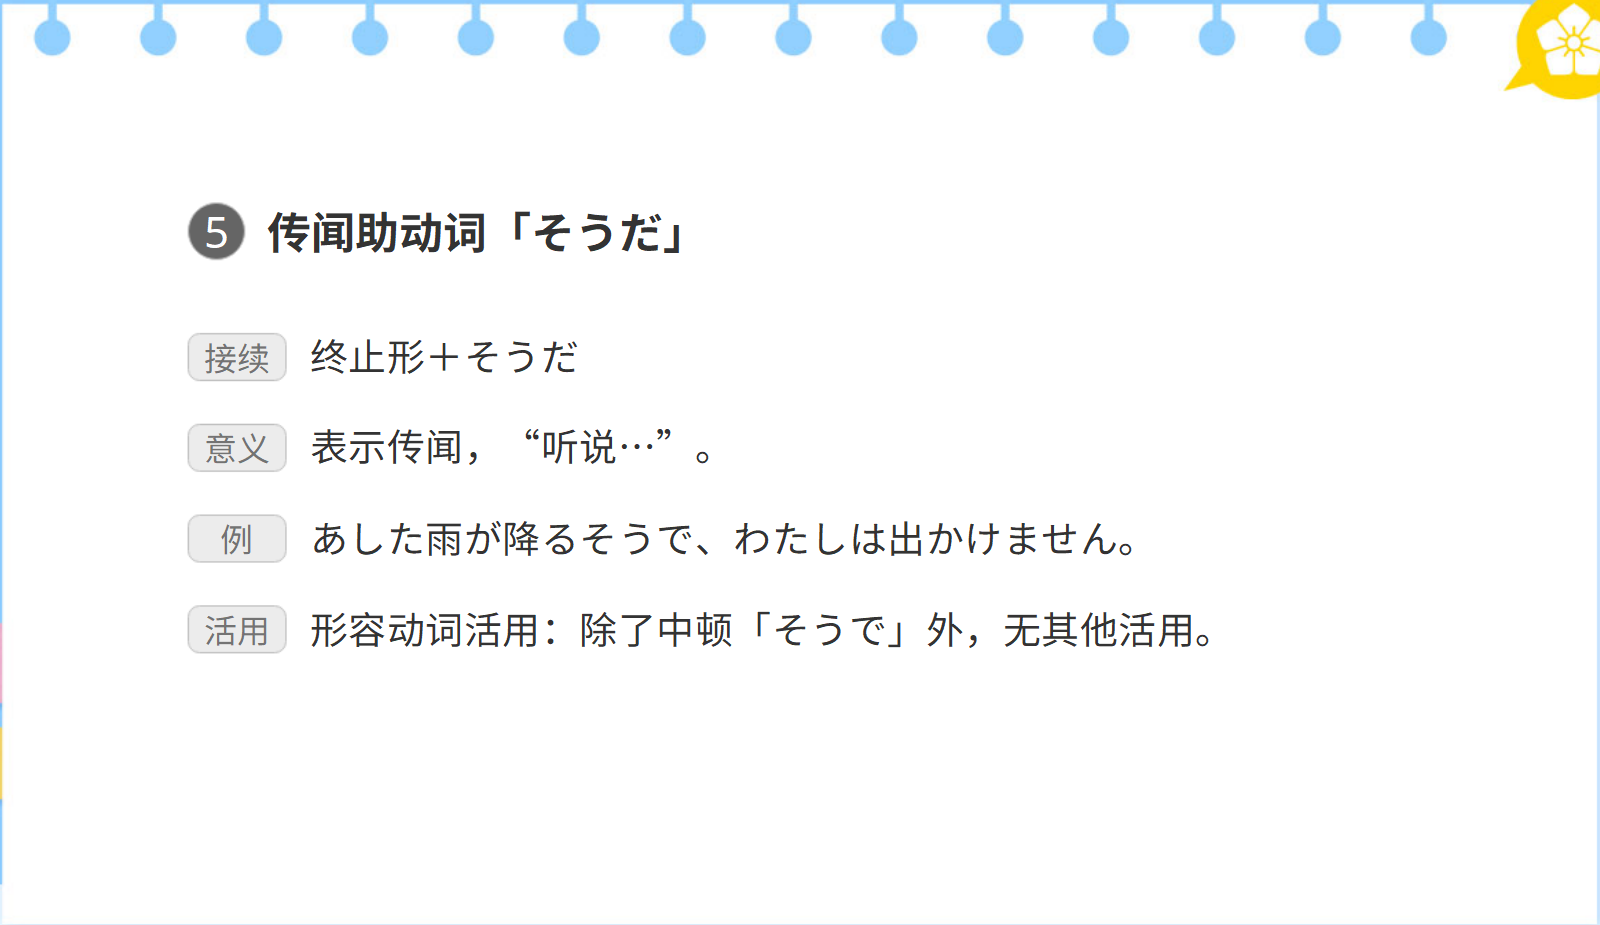 5 传闻助动词「そうだ」
接续 终止形＋そうだ
意义 表示传闻，“听说…”。
例 あした雨が降るそうで、わたしは出かけません。
活用 形容动词活用：除了中顿「そうで」外，无其他活用。